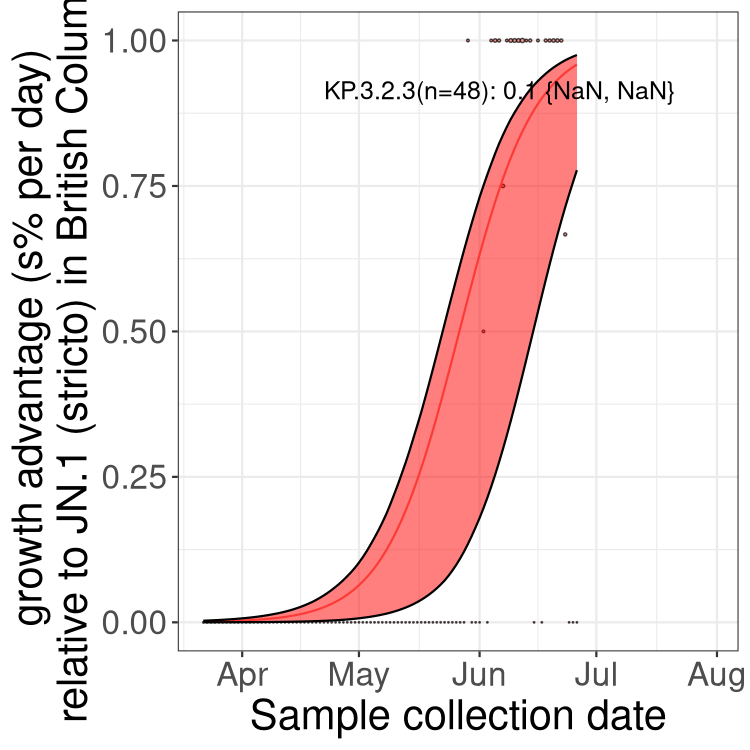 growth advantage (s% per day)
relative to JN.1 (stricto) in British Colum
1.00
0.75
0.50
0.25
0.00
KP.3.2.3(n=48): 0.1 {NaN, NaN}
Apr May Jun Jul Aug
Sample collection date